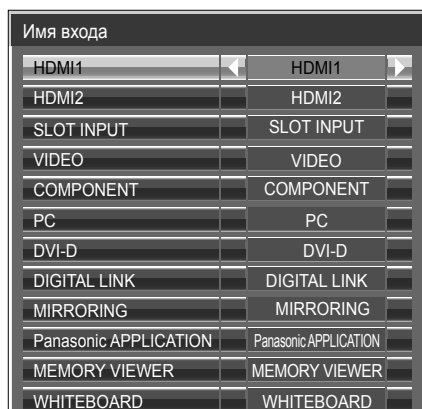 Имя входа
HDMI1 HDMI1
HDMI2 HDMI2
SLOT INPUT SLOT INPUT
VIDEO VIDEO
COMPONENT COMPONENT
PC PC
DVI-D DVI-D
DIGITAL LINK DIGITAL LINK
MIRRORING MIRRORING
Panasonic APPLICATION Panasonic APPLICATION
MEMORY VIEWER MEMORY VIEWER
WHITEBOARD WHITEBOARD